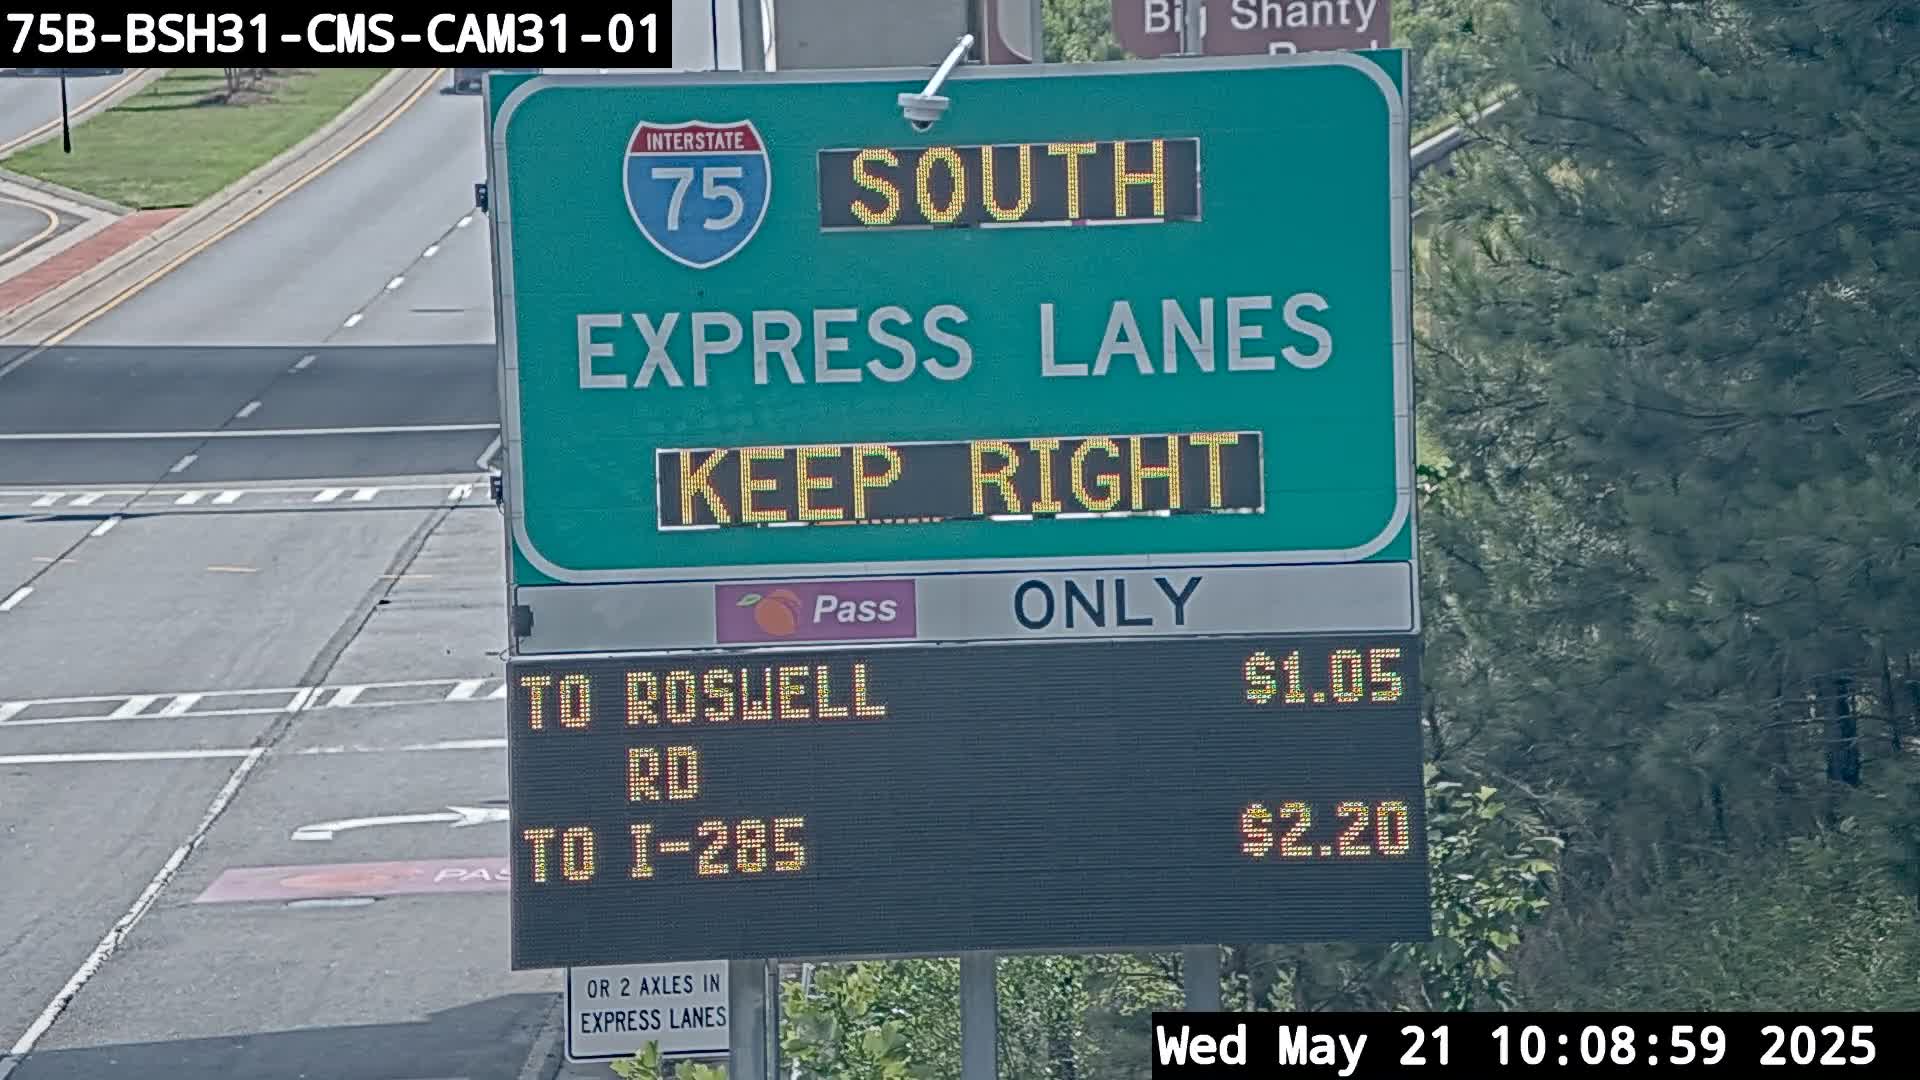 75B-BSH31-CMS-CAM31-01
Big Shanty
Road
INTERSTATE
75
SOUTH
EXPRESS LANES
KEEP RIGHT
Pass ONLY
TO ROSWELL $1.05
RD
TO I-285 $2.20
PAS
OR 2 AXLES IN
EXPRESS LANES
Wed May 21 10:08:59 2025